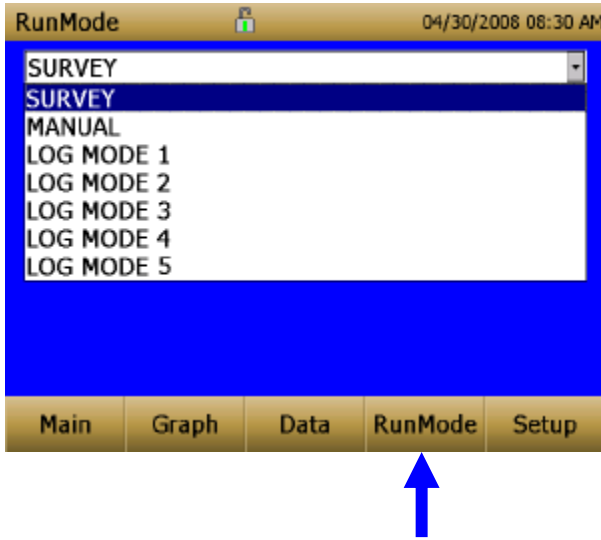 RunMode 04/30/2008 08:30 AM
SURVEY
SURVEY
MANUAL
LOG MODE 1
LOG MODE 2
LOG MODE 3
LOG MODE 4
LOG MODE 5
Main Graph Data RunMode Setup